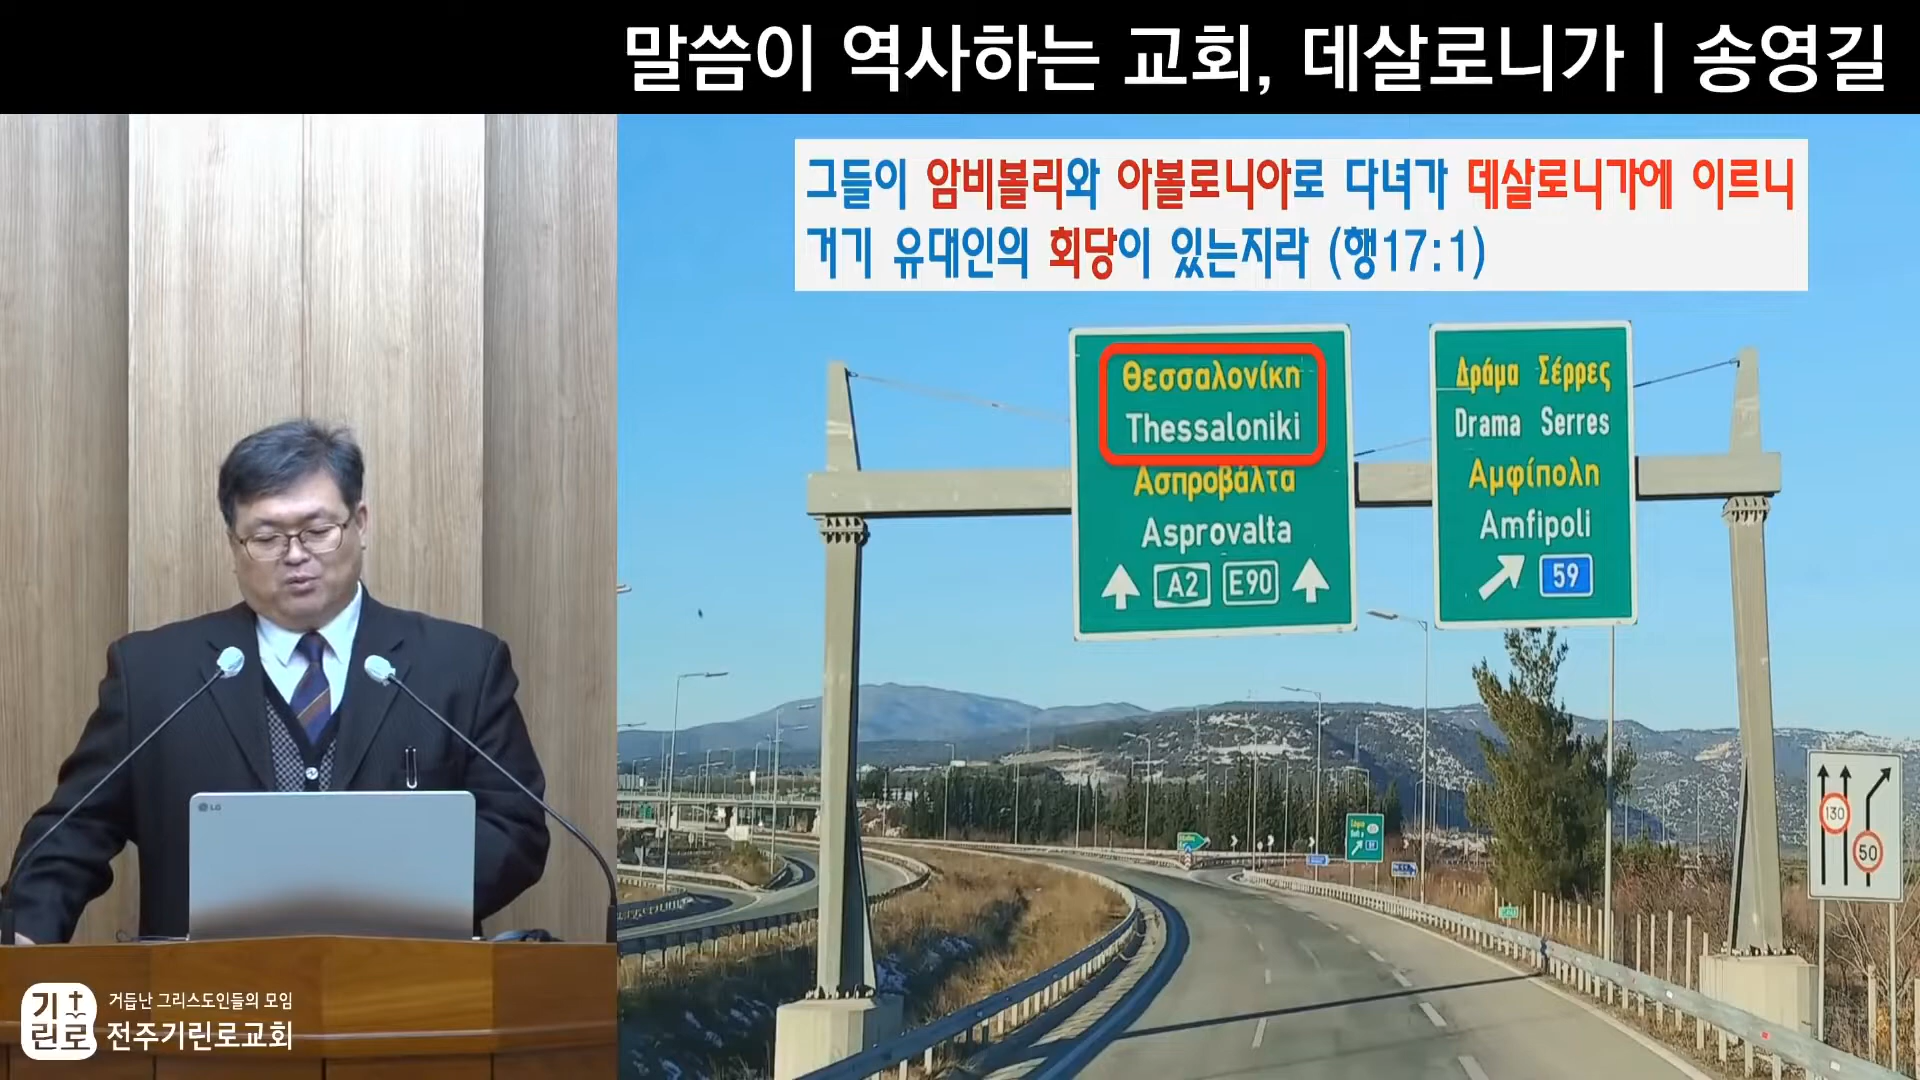 말씀이 역사하는 교회, 데살로니가 | 송영길
그들이 암비볼리와 아볼로니아로 다녀가 데살로니가에 이르니
거기 유대인의 회당이 있는지라 (행17:1)
Θεσσαλονίκη
Thessaloniki
Ασπροβάλτα
Asprovalta
A2 E90
Δράμα Σέρρες
Drama Serres
Αμφίπολη
Amfipoli
59
130
50
LG
기린로
거듭난 그리스도인들의 모임
전주기린로교회